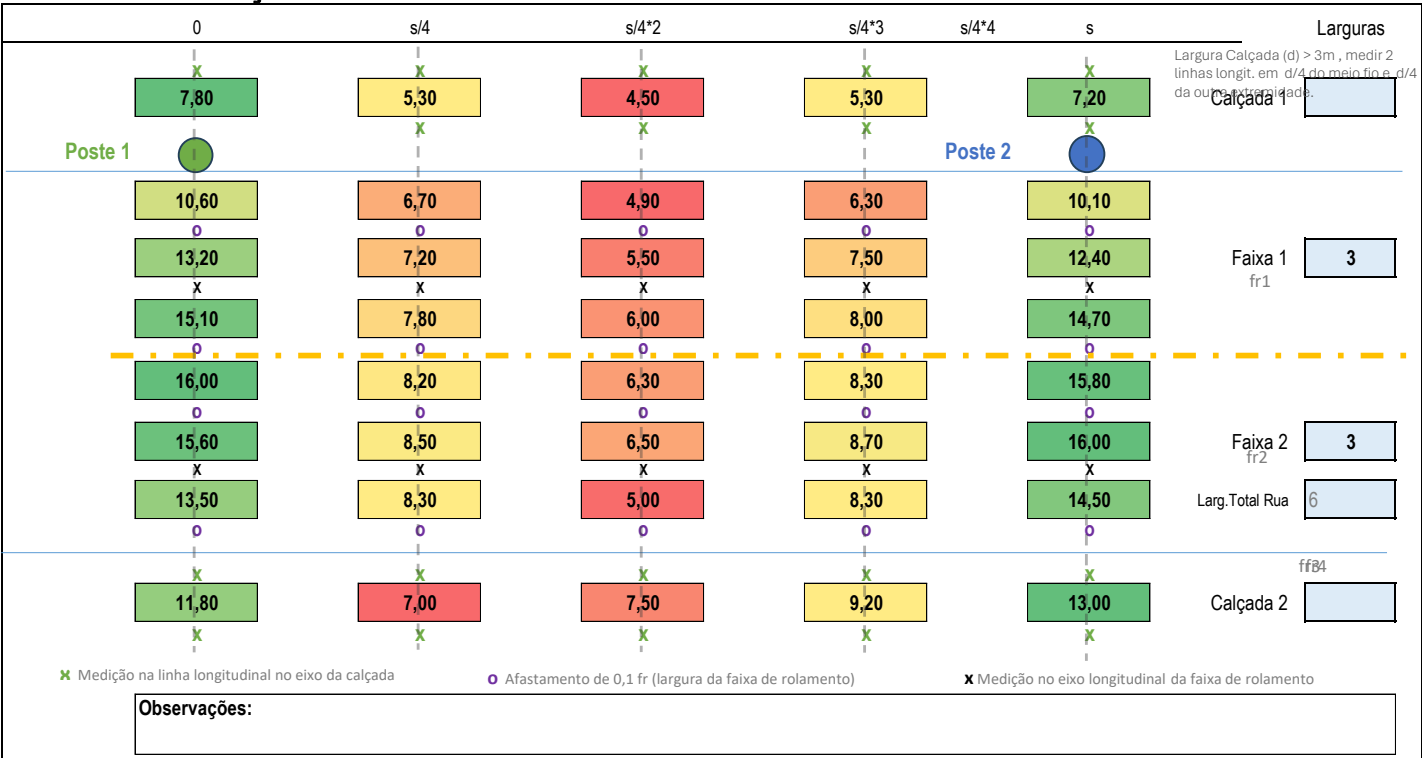 0 s/4 s/4*2 s/4*3 s/4*4 s Larguras
Largura Calçada (d) > 3m , medir 2
linhas longit. em d/4 do meio fio e d/4
da outra extremidade.
x x x x x
7,80 5,30 4,50 5,30 7,20 Calçada 1
x x x x
Poste 1 Poste 2
10,60 6,70 4,90 6,30 10,10
o o o o o
13,20 7,20 5,50 7,50 12,40 Faixa 1 3
x x x x x fr1
15,10 7,80 6,00 8,00 14,70
o o o o o
16,00 8,20 6,30 8,30 15,80
o o o o o
15,60 8,50 6,50 8,70 16,00 Faixa 2 3
x x x x x fr2
13,50 8,30 5,00 8,30 14,50 Larg.Total Rua 6
o o o o o
x x x x x
11,80 7,00 7,50 9,20 13,00 Calçada 2
x x x x x
x Medição na linha longitudinal no eixo da calçada o Afastamento de 0,1 fr (largura da faixa de rolamento) x Medição no eixo longitudinal da faixa de rolamento
Observações: